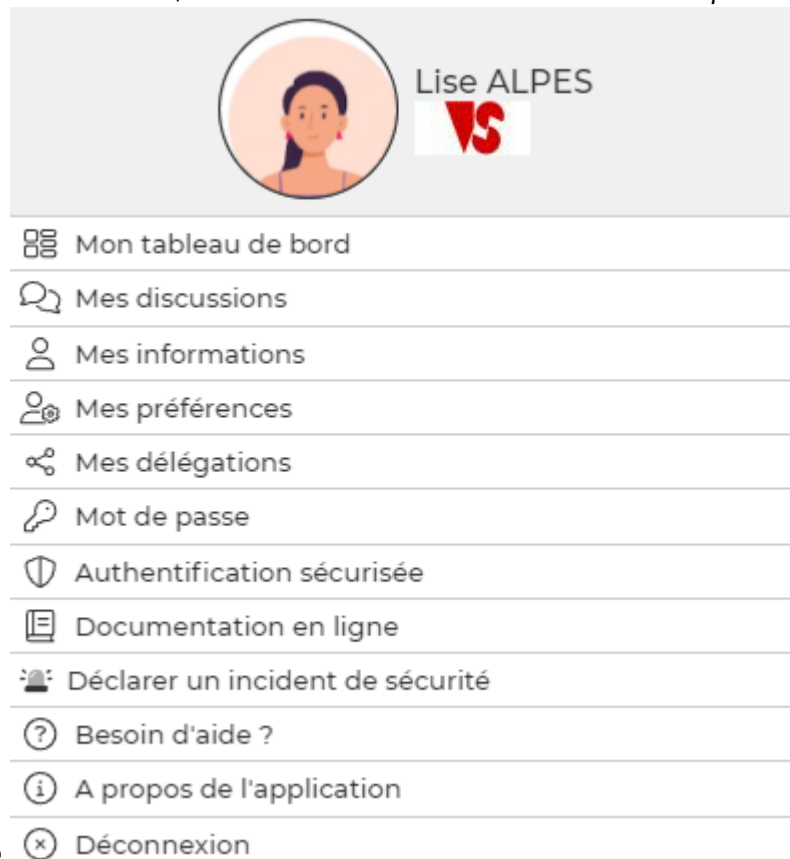 Lise ALPES
VS
Mon tableau de bord
Mes discussions
Mes informations
Mes préférences
Mes délégations
Mot de passe
Authentification sécurisée
Documentation en ligne
Déclarer un incident de sécurité
Besoin d'aide ?
A propos de l'application
Déconnexion